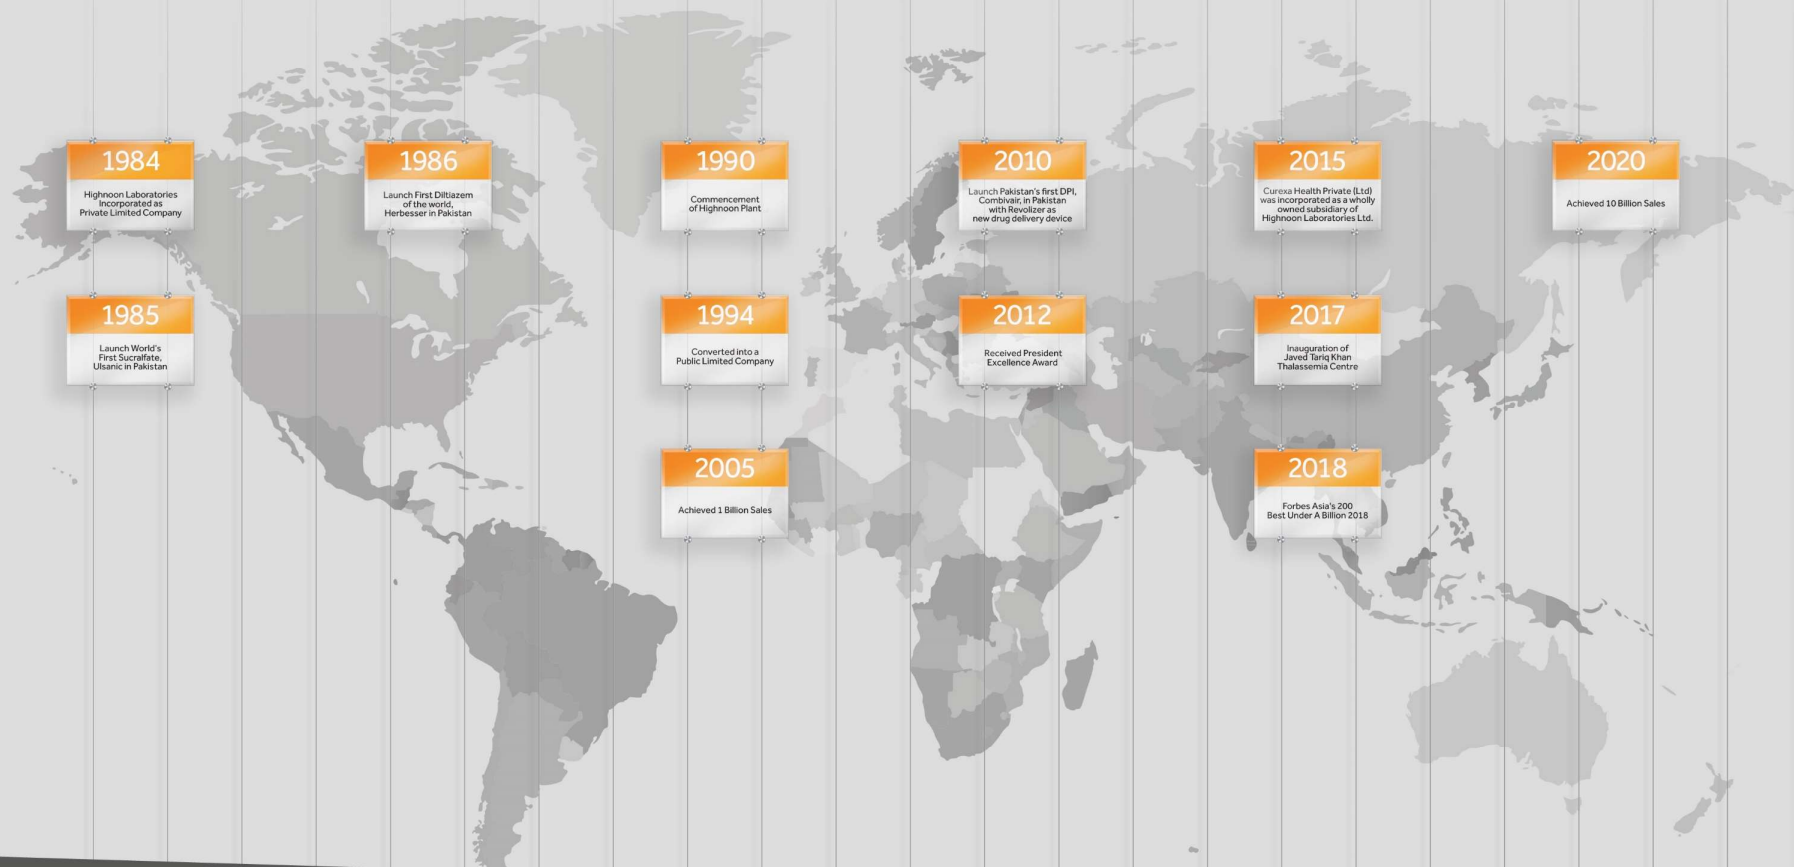 1984
Highnoon Laboratories
Incorporated as
Private Limited Company
1985
Launch World's
First Sucralfate,
Ulsanic in Pakistan
1986
Launch First Diltiazem
of the world,
Herbesser in Pakistan
1990
Commencement
of Highnoon Plant
1994
Converted into a
Public Limited Company
2005
Achieved 1 Billion Sales
2010
Launch Pakistan's first DPI,
Combivair, in Pakistan
with Revolizer as
new drug delivery device
2012
Received President
Excellence Award
2015
Curexa Health Private (Ltd)
was incorporated as a wholly
owned subsidiary of
Highnoon Laboratories Ltd.
2017
Inauguration of
Javed Tariq Khan
Thalassemia Centre
2018
Forbes Asia's 200
Best Under A Billion 2018
2020
Achieved 10 Billion Sales